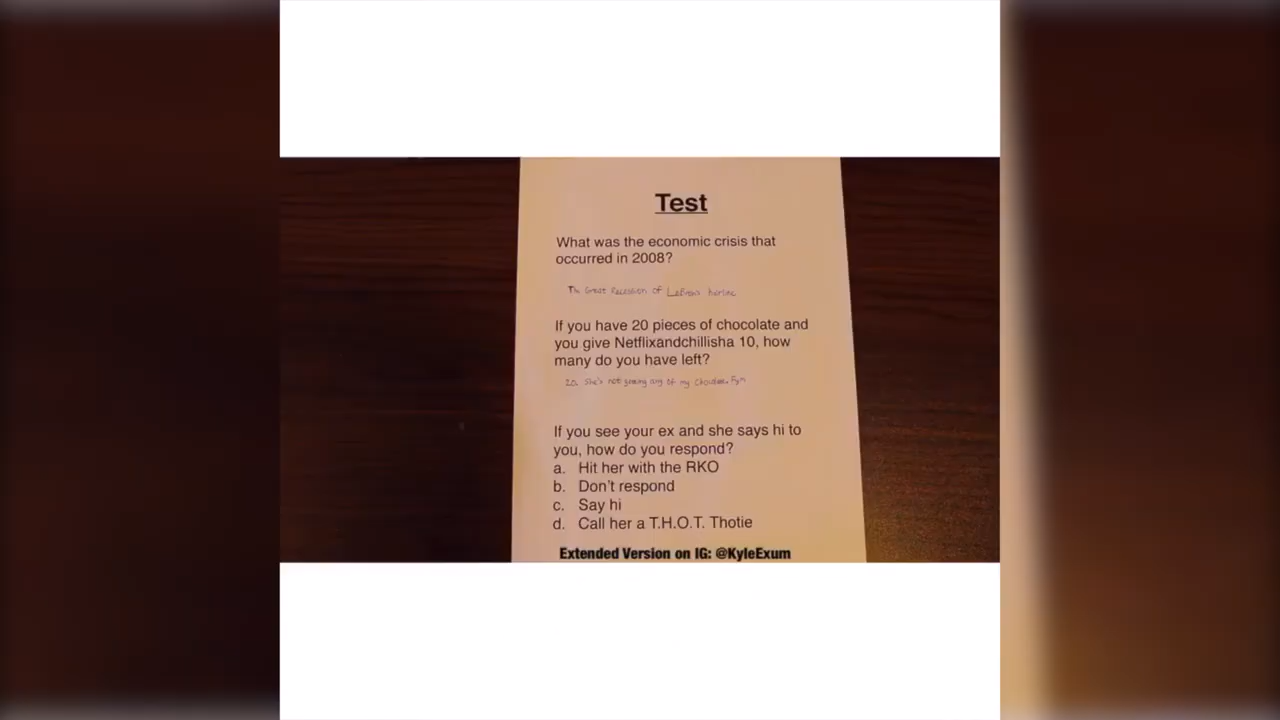 Test
What was the economic crisis that
occurred in 2008?
The Great Recession of LeBron's hairline
If you have 20 pieces of chocolate and
you give Netflixandchillisha 10, how
many do you have left?
20. She's not getting any of my chocolate. Fym
If you see your ex and she says hi to
you, how do you respond?
a. Hit her with the RKO
b. Don't respond
c. Say hi
d. Call her a T.H.O.T. Thotie
Extended Version on IG: @KyleExum